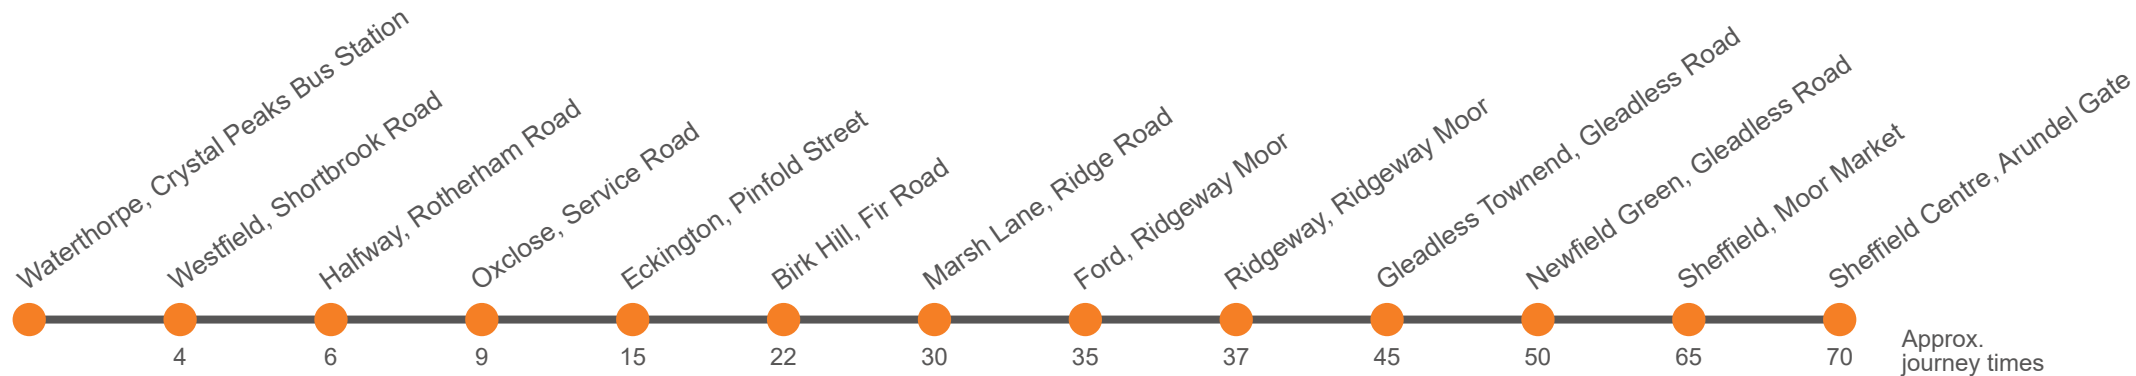 Waterthorpe, Crystal Peaks Bus Station
Westfield, Shortbrook Road
Halfway, Rotherham Road
Oxclose, Service Road
Eckington, Pinfold Street
Birk Hill, Fir Road
Marsh Lane, Ridge Road
Ford, Ridgeway Moor
Ridgeway, Ridgeway Moor
Gleadless Townend, Gleadless Road
Newfield Green, Gleadless Road
Sheffield, Moor Market
Sheffield Centre, Arundel Gate
4 6 9 15 22 30 35 37 45 50 65 70
Approx.
journey times